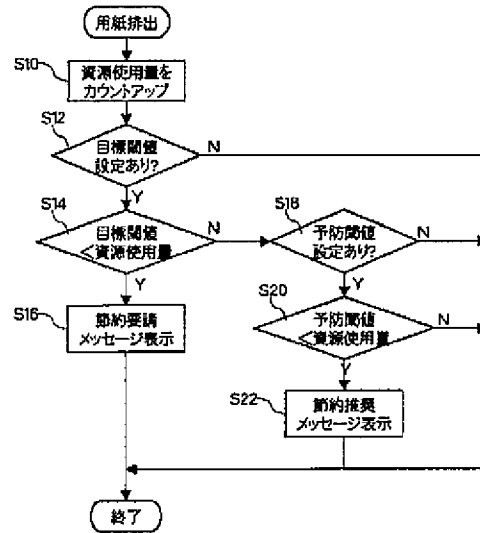 用紙排出
S10
資源使用量を
カウントアップ
S12
目標閾値
設定あり?
N
Y
S14
目標閾値
<資源使用量
N
Y
S18
予防閾値
設定あり?
N
Y
S16
節約要請
メッセージ表示
S20
予防閾値
<資源使用量
N
Y
S22
節約推奨
メッセージ表示
終了